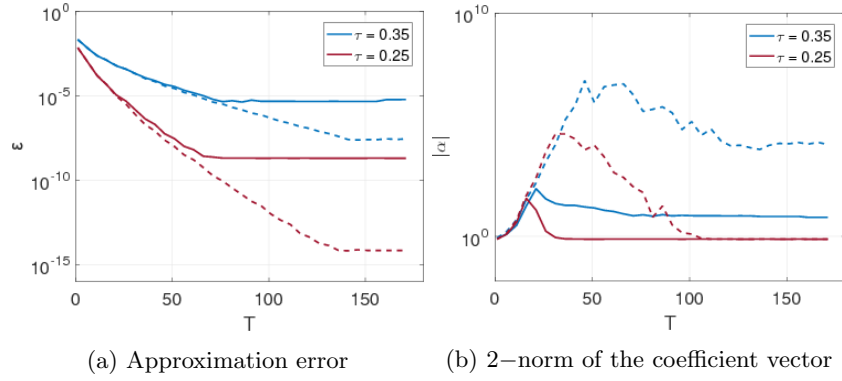 10^0
10^-5
10^-10
10^-15
ε
0
50
100
150
T
τ = 0.35
τ = 0.25
(a) Approximation error
10^10
10^0
|α|
0
50
100
150
T
τ = 0.35
τ = 0.25
(b) 2−norm of the coefficient vector